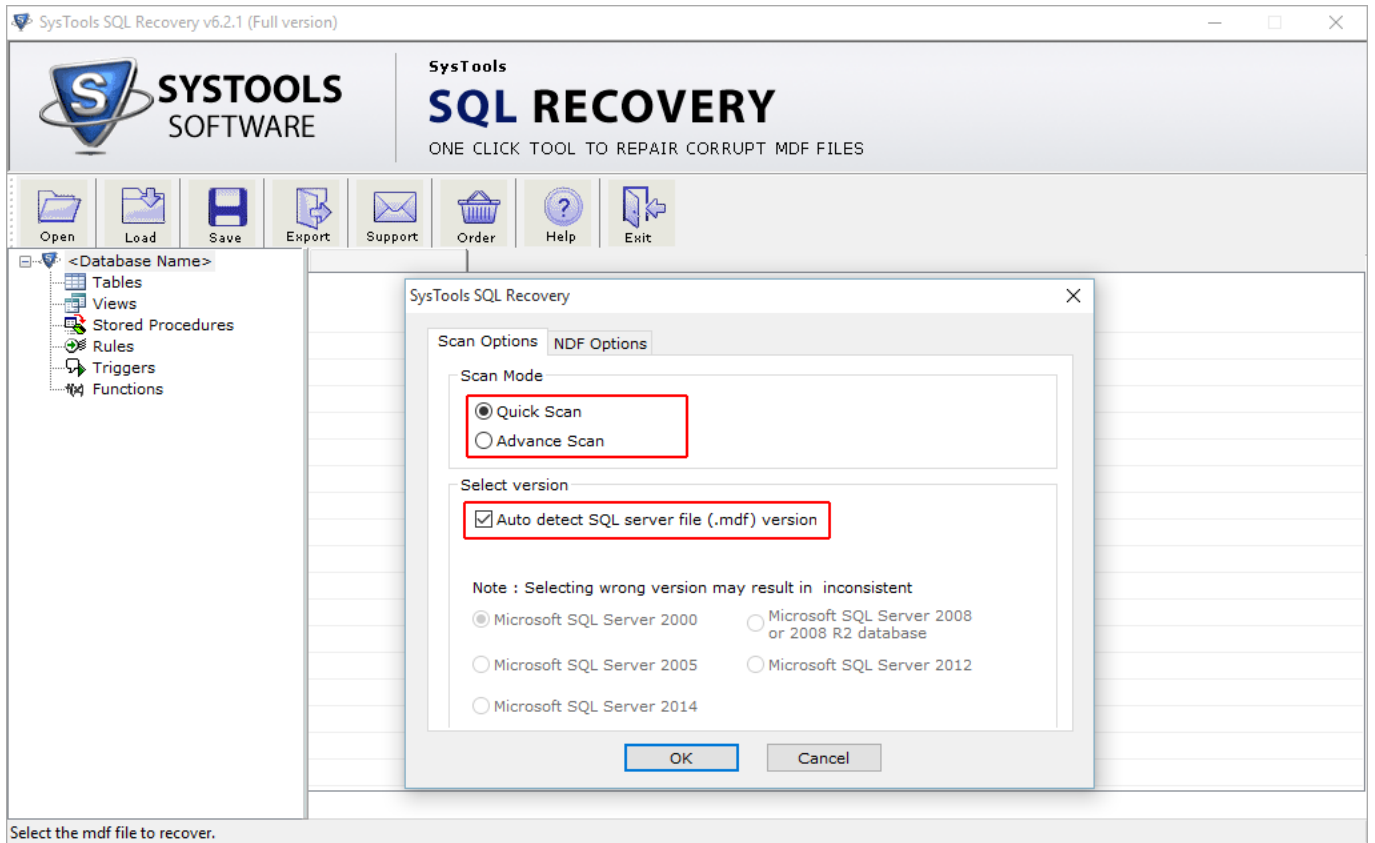 SysTools SQL Recovery v6.2.1 (Full version)
SYSTOOLS
SOFTWARE
SysTools
SQL RECOVERY
ONE CLICK TOOL TO REPAIR CORRUPT MDF FILES
Open Load Save Export Support Order Help Exit
<Database Name>
Tables
Views
Stored Procedures
Rules
Triggers
Functions
SysTools SQL Recovery
Scan Options NDF Options
Scan Mode
Quick Scan
Advance Scan
Select version
Auto detect SQL server file (.mdf) version
Note : Selecting wrong version may result in inconsistent
Microsoft SQL Server 2000
Microsoft SQL Server 2008
or 2008 R2 database
Microsoft SQL Server 2005
Microsoft SQL Server 2012
Microsoft SQL Server 2014
OK Cancel
Select the mdf file to recover.